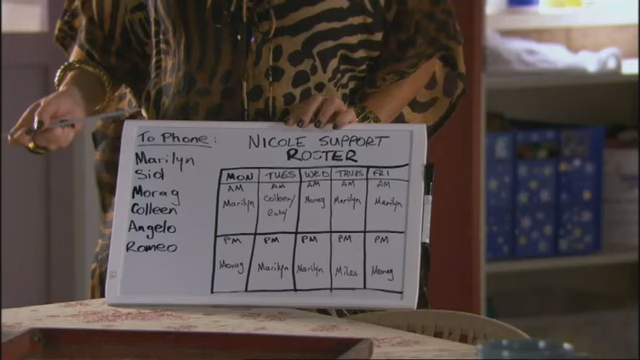 To Phone:
Marilyn
Sid
Morag
Colleen
Angelo
Romeo
NICOLE SUPPORT
ROSTER
MON TUES WED THURS FRI
AM AM AM AM AM
Marilyn Colleen/ Morag Marilyn Marilyn
Ruby
PM PM PM PM PM
Morag Marilyn Marilyn Miles Morag